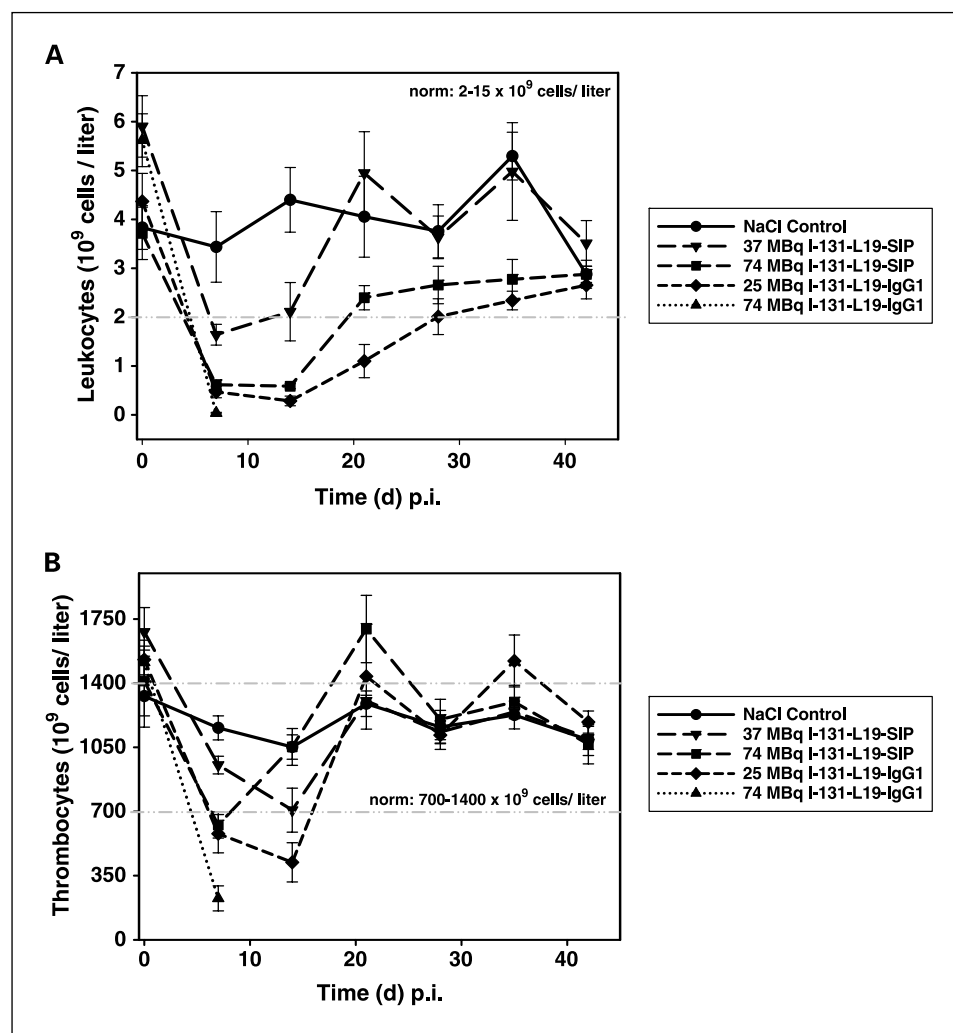 A
7
6
5
4
3
2
1
0
Leukocytes (10⁹ cells / liter)
norm: 2-15 x 10⁹ cells/ liter
0 10 20 30 40
Time (d) p.i.
NaCl Control
37 MBq I-131-L19-SIP
74 MBq I-131-L19-SIP
25 MBq I-131-L19-IgG1
74 MBq I-131-L19-IgG1
B
1750
1400
1050
700
350
0
Thrombocytes (10⁹ cells/ liter)
norm: 700-1400 x 10⁹ cells/ liter
0 10 20 30 40
Time (d) p.i.
NaCl Control
37 MBq I-131-L19-SIP
74 MBq I-131-L19-SIP
25 MBq I-131-L19-IgG1
74 MBq I-131-L19-IgG1